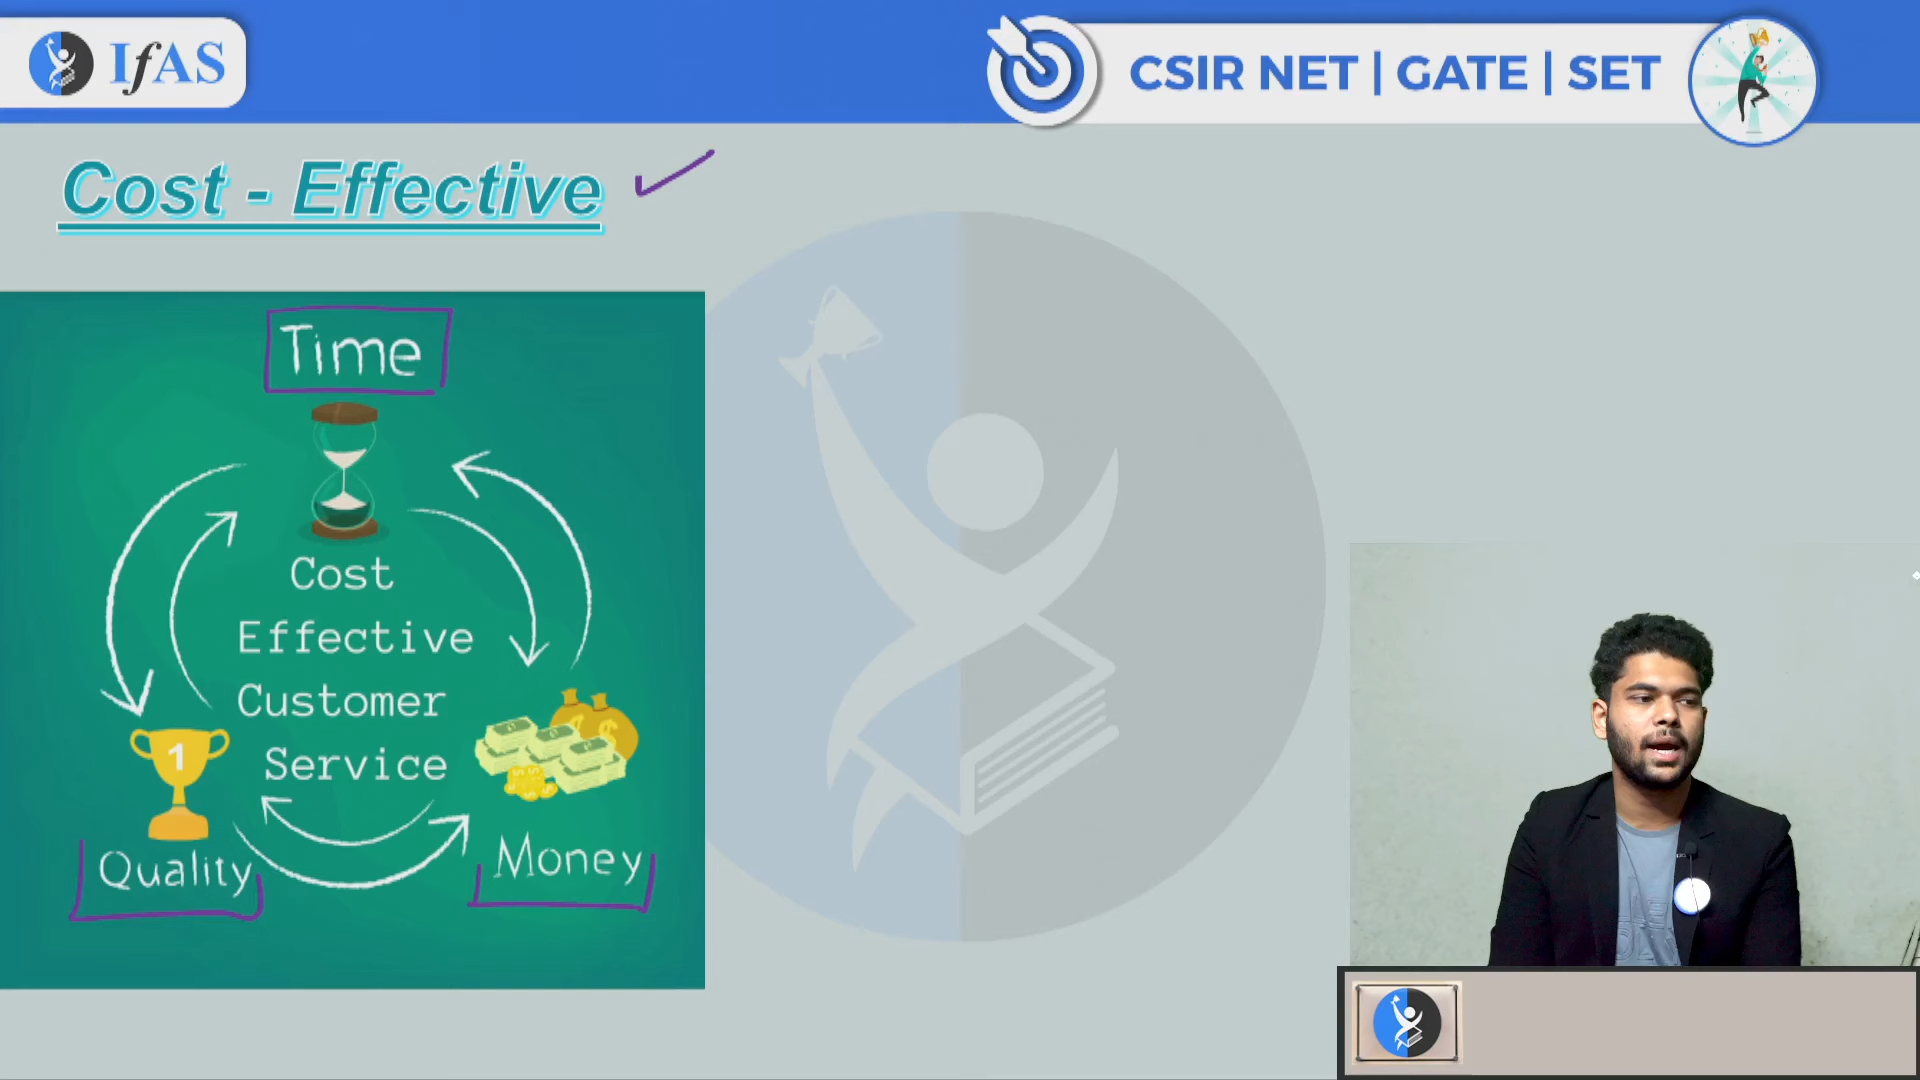 IfAS
CSIR NET | GATE | SET
Cost - Effective
Time
Cost
Effective
Customer
Service
1
Quality
Money